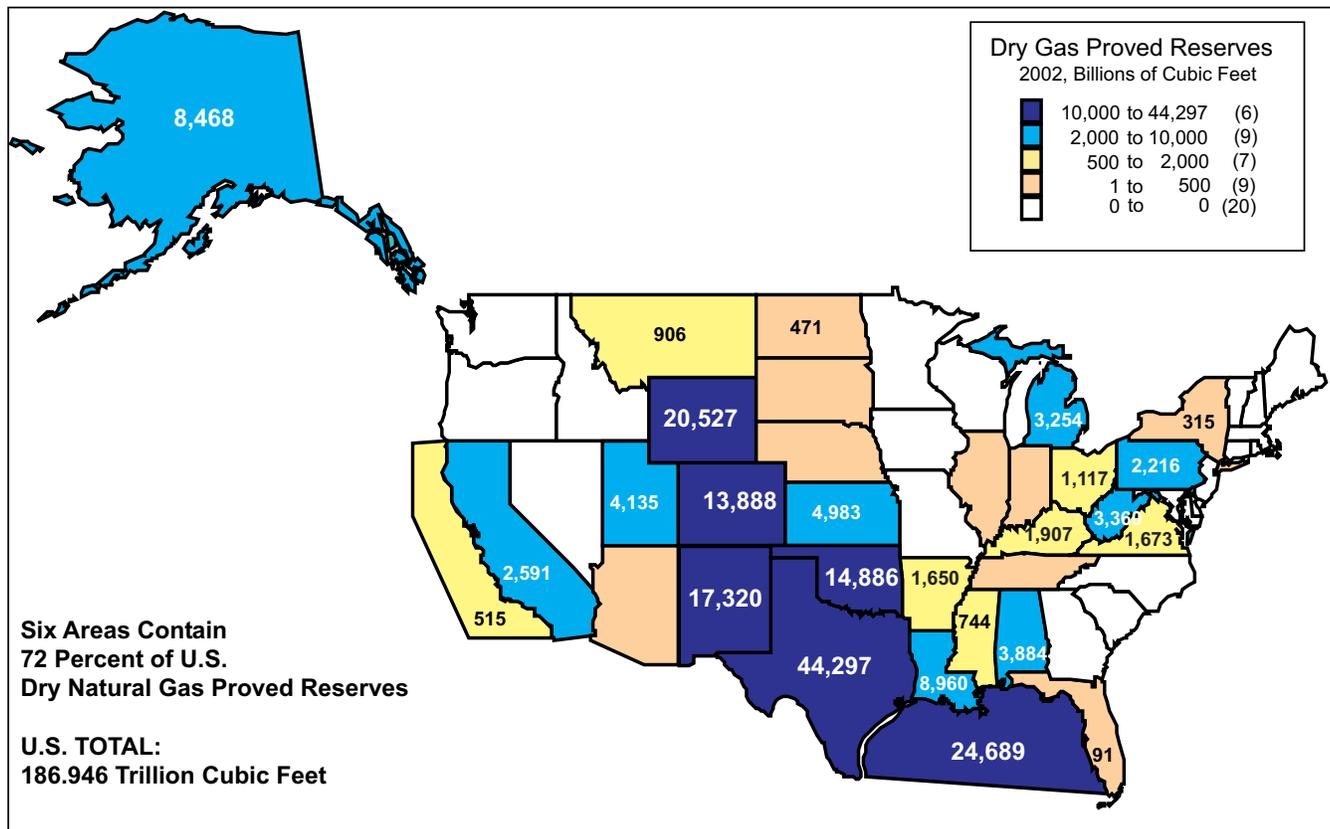 Dry Gas Proved Reserves
2002, Billions of Cubic Feet
10,000 to 44,297 (6)
2,000 to 10,000 (9)
500 to 2,000 (7)
1 to 500 (9)
0 to 0 (20)
8,468
906
471
20,527
3,254
315
4,135
13,888
4,983
1,117
2,216
3,360
1,907
1,673
2,591
515
17,320
14,886
1,650
744
3,884
44,297
8,960
24,689
91
Six Areas Contain
72 Percent of U.S.
Dry Natural Gas Proved Reserves
U.S. TOTAL:
186.946 Trillion Cubic Feet